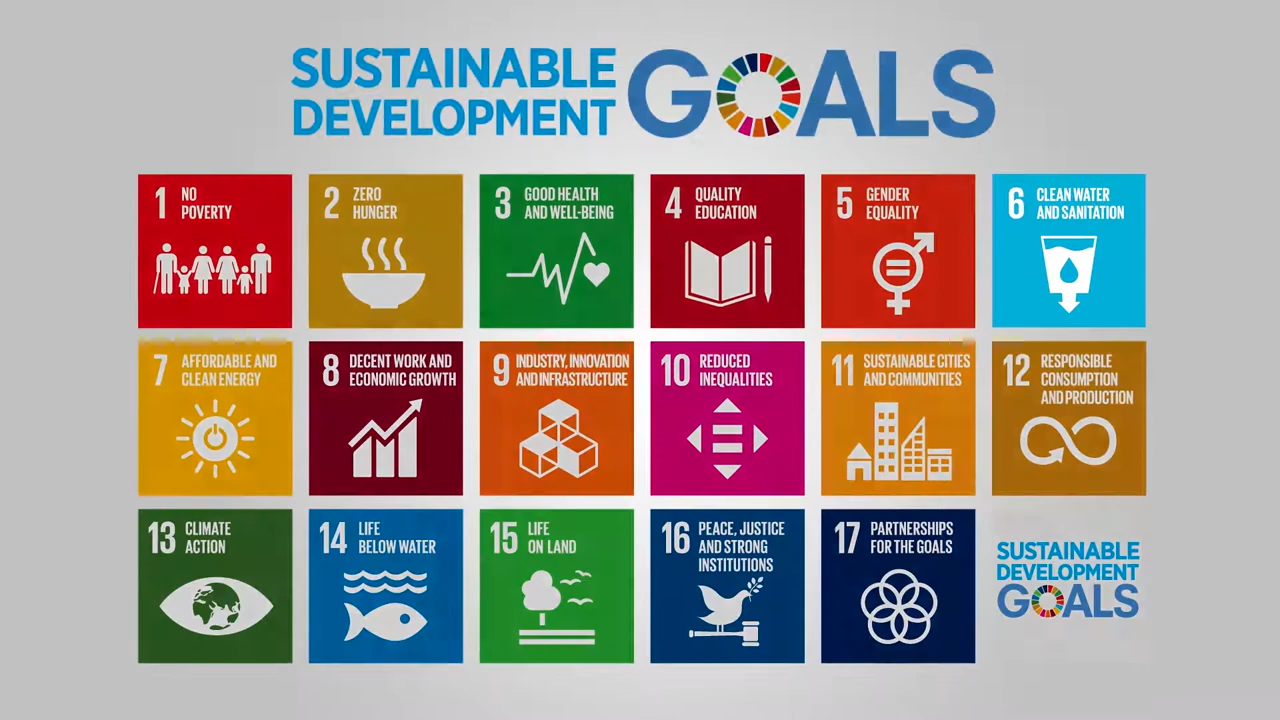 SUSTAINABLE
DEVELOPMENT
GOALS
1 NO
POVERTY
2 ZERO
HUNGER
3 GOOD HEALTH
AND WELL-BEING
4 QUALITY
EDUCATION
5 GENDER
EQUALITY
6 CLEAN WATER
AND SANITATION
7 AFFORDABLE AND
CLEAN ENERGY
8 DECENT WORK AND
ECONOMIC GROWTH
9 INDUSTRY, INNOVATION
AND INFRASTRUCTURE
10 REDUCED
INEQUALITIES
11 SUSTAINABLE CITIES
AND COMMUNITIES
12 RESPONSIBLE
CONSUMPTION
AND PRODUCTION
13 CLIMATE
ACTION
14 LIFE
BELOW WATER
15 LIFE
ON LAND
16 PEACE, JUSTICE
AND STRONG
INSTITUTIONS
17 PARTNERSHIPS
FOR THE GOALS
SUSTAINABLE
DEVELOPMENT
GOALS